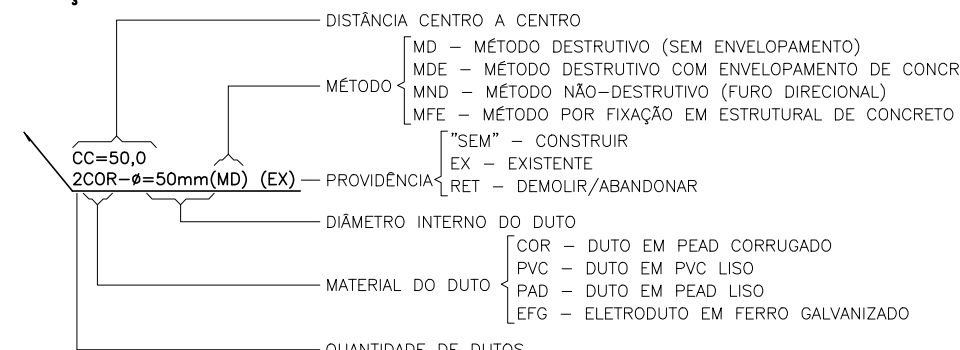 DISTÂNCIA CENTRO A CENTRO
MÉTODO
MD – MÉTODO DESTRUTIVO (SEM ENVELOPAMENTO)
MDE – MÉTODO DESTRUTIVO COM ENVELOPAMENTO DE CONCR
MND – MÉTODO NÃO-DESTRUTIVO (FURO DIRECIONAL)
MFE – MÉTODO POR FIXAÇÃO EM ESTRUTURAL DE CONCRETO
CC=50,0
2COR-ø=50mm(MD) (EX)
PROVIDÊNCIA
"SEM" – CONSTRUIR
EX – EXISTENTE
RET – DEMOLIR/ABANDONAR
DIÂMETRO INTERNO DO DUTO
MATERIAL DO DUTO
COR – DUTO EM PEAD CORRUGADO
PVC – DUTO EM PVC LISO
PAD – DUTO EM PEAD LISO
EFG – ELETRODUTO EM FERRO GALVANIZADO
QUANTIDADE DE DUTOS